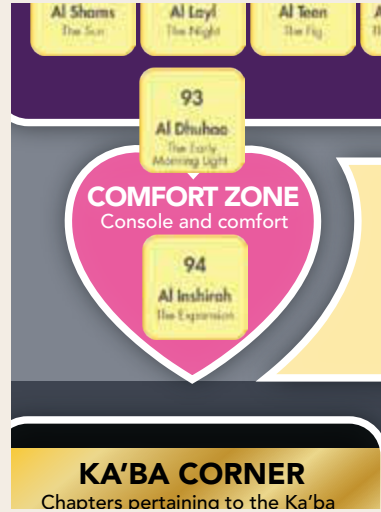 Al Shams Al Layl Al Teen
The Sun The Night The Fig
93
Al Dhuhaa
The Early
Morning Light
COMFORT ZONE
Console and comfort
94
Al Inshirah
The Expansion
KA’BA CORNER
Chapters pertaining to the Ka’ba